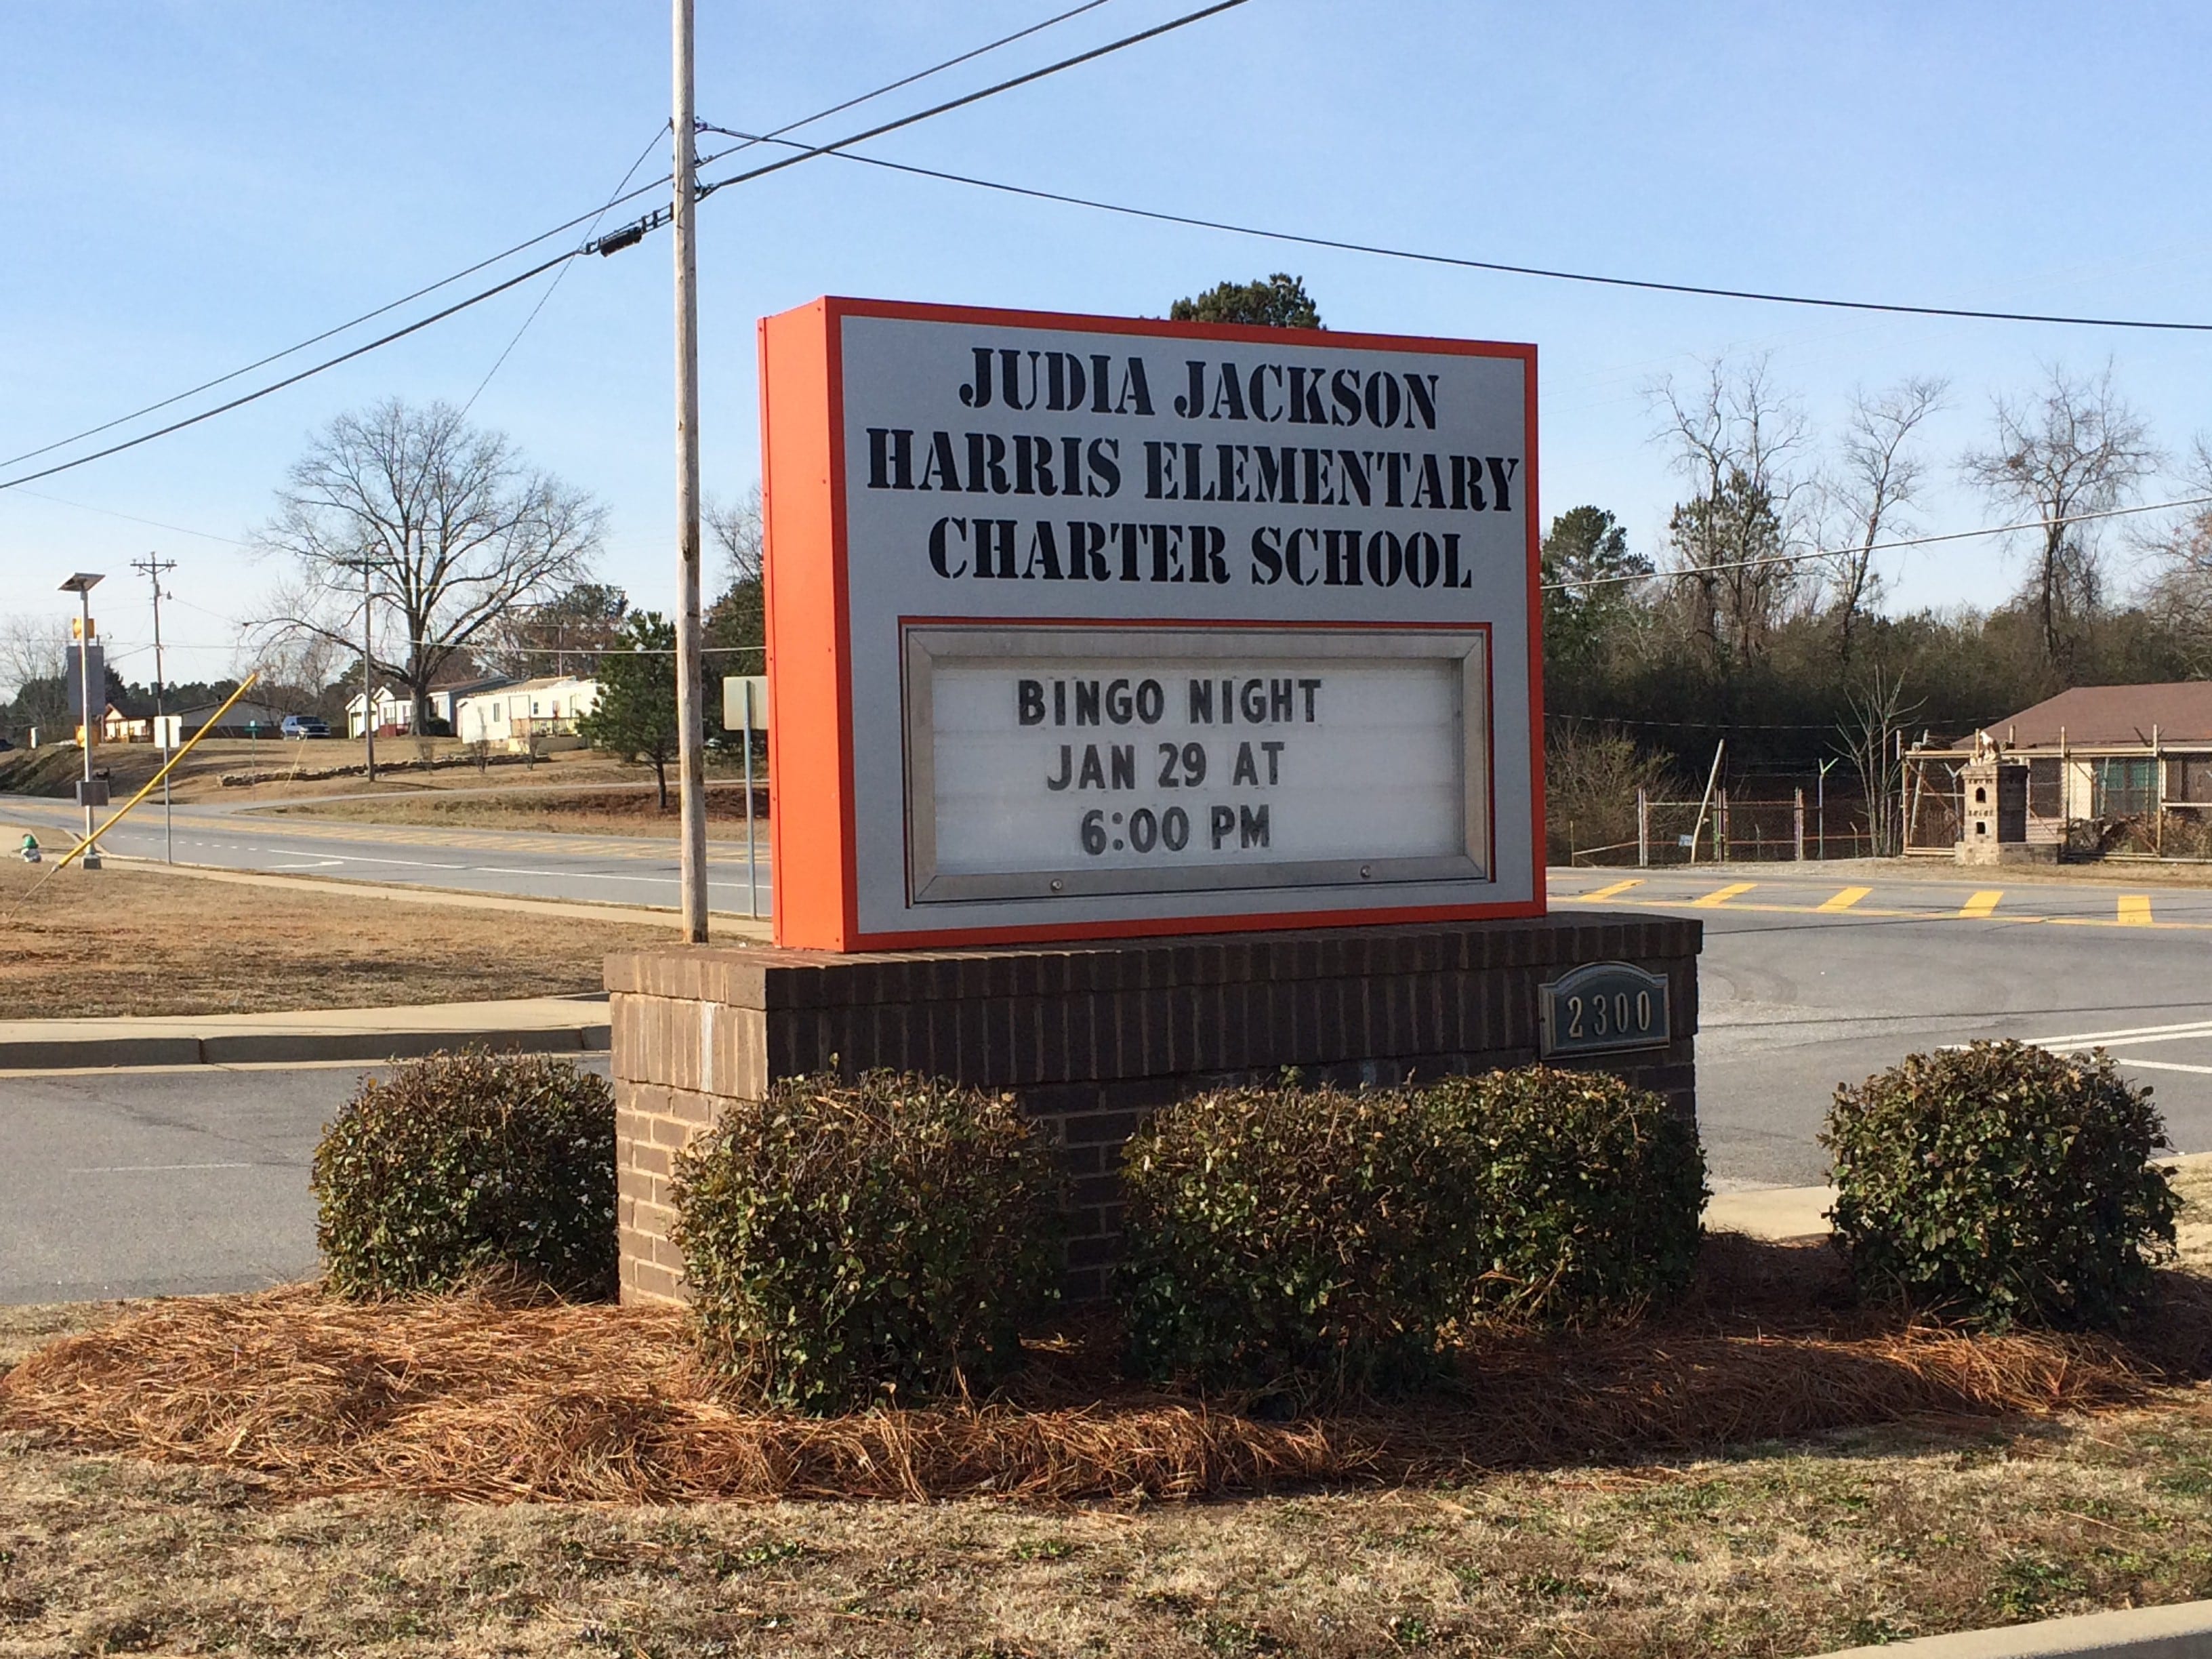 JUDIA JACKSON
HARRIS ELEMENTARY
CHARTER SCHOOL
BINGO NIGHT
JAN 29 AT
6:00 PM
2300